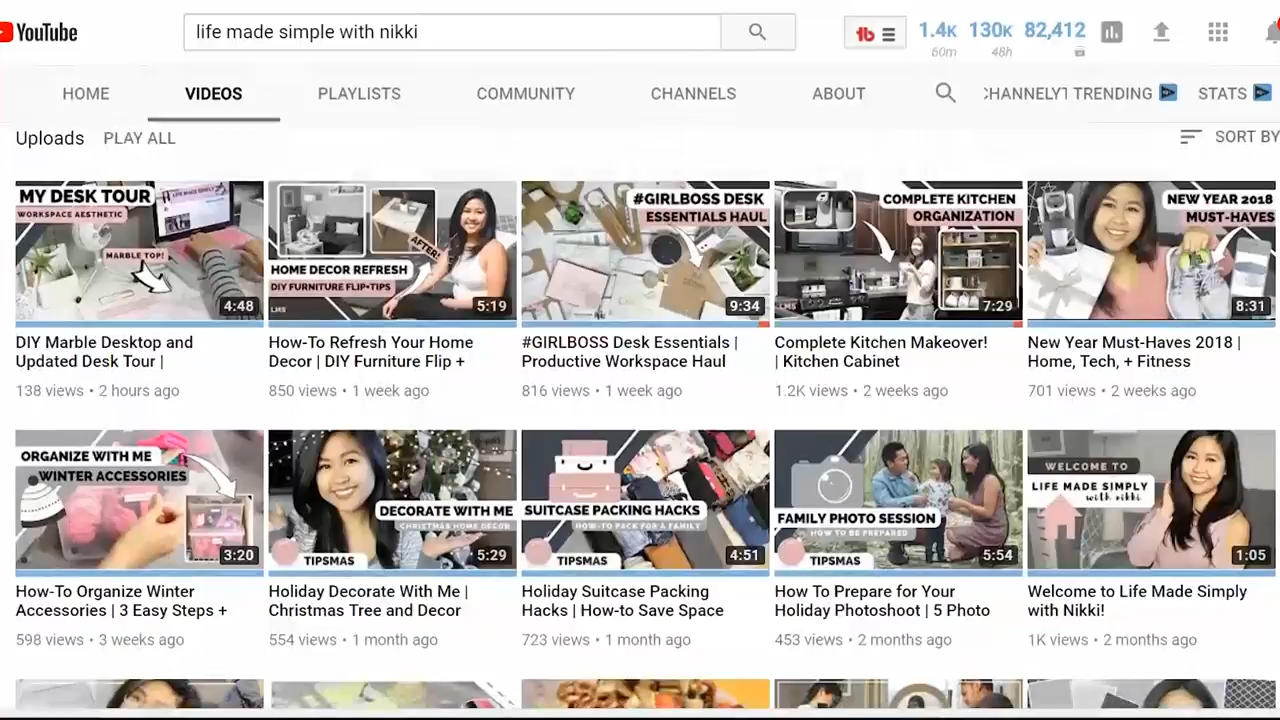 YouTube
life made simple with nikki
tb
1.4K 130K 82,412
60m 48h
HOME VIDEOS PLAYLISTS COMMUNITY CHANNELS ABOUT TRENDING STATS
Uploads PLAY ALL
SORT BY
MY DESK TOUR
WORKSPACE AESTHETIC
MARBLE TOP!
4:48
AFTER!
HOME DECOR REFRESH
DIY FURNITURE FLIP+TIPS
LMS
5:19
#GIRLBOSS DESK
ESSENTIALS HAUL
9:34
COMPLETE KITCHEN
ORGANIZATION
LMS
7:29
NEW YEAR 2018
MUST-HAVES
8:31
DIY Marble Desktop and
Updated Desk Tour |
138 views • 2 hours ago
How-To Refresh Your Home
Decor | DIY Furniture Flip +
850 views • 1 week ago
#GIRLBOSS Desk Essentials |
Productive Workspace Haul
816 views • 1 week ago
Complete Kitchen Makeover!
| Kitchen Cabinet
1.2K views • 2 weeks ago
New Year Must-Haves 2018 |
Home, Tech, + Fitness
701 views • 2 weeks ago
ORGANIZE WITH ME
WINTER ACCESSORIES
3:20
DECORATE WITH ME
CHRISTMAS HOME DECOR
TIPSMAS
5:29
SUITCASE PACKING HACKS
HOW-TO PACK FOR A FAMILY
TIPSMAS
4:51
FAMILY PHOTO SESSION
HOW TO BE PREPARED
TIPSMAS
5:54
WELCOME TO
LIFE MADE SIMPLY
with nikki
1:05
How-To Organize Winter
Accessories | 3 Easy Steps +
598 views • 3 weeks ago
Holiday Decorate With Me |
Christmas Tree and Decor
554 views • 1 month ago
Holiday Suitcase Packing
Hacks | How-to Save Space
723 views • 1 month ago
How To Prepare for Your
Holiday Photoshoot | 5 Photo
453 views • 2 months ago
Welcome to Life Made Simply
with Nikki!
1K views • 2 months ago